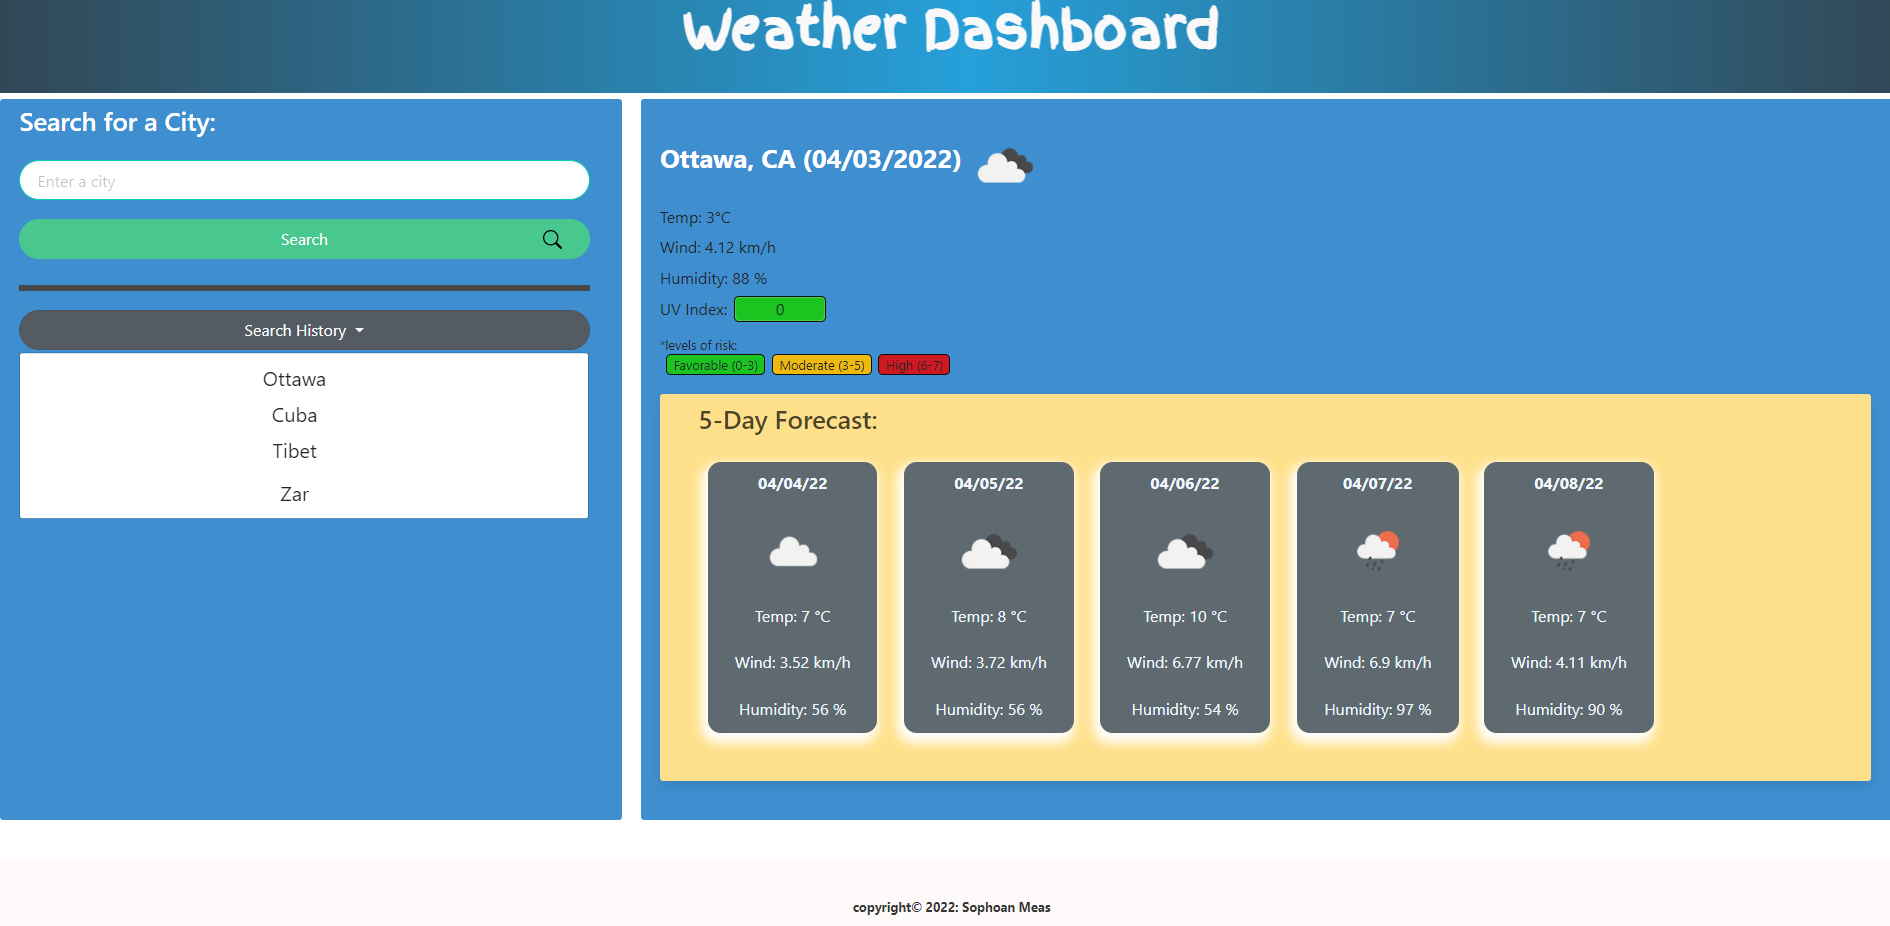 Weather Dashboard
Search for a City:
Enter a city
Search
Search History
Ottawa
Cuba
Tibet
Zar
Ottawa, CA (04/03/2022)
Temp: 3°C
Wind: 4.12 km/h
Humidity: 88 %
UV Index: 0
*levels of risk:
Favorable (0-3) Moderate (3-5) High (6-7)
5-Day Forecast:
04/04/22
Temp: 7 °C
Wind: 3.52 km/h
Humidity: 56 %
04/05/22
Temp: 8 °C
Wind: 3.72 km/h
Humidity: 56 %
04/06/22
Temp: 10 °C
Wind: 6.77 km/h
Humidity: 54 %
04/07/22
Temp: 7 °C
Wind: 6.9 km/h
Humidity: 97 %
04/08/22
Temp: 7 °C
Wind: 4.11 km/h
Humidity: 90 %
copyright© 2022: Sophoan Meas